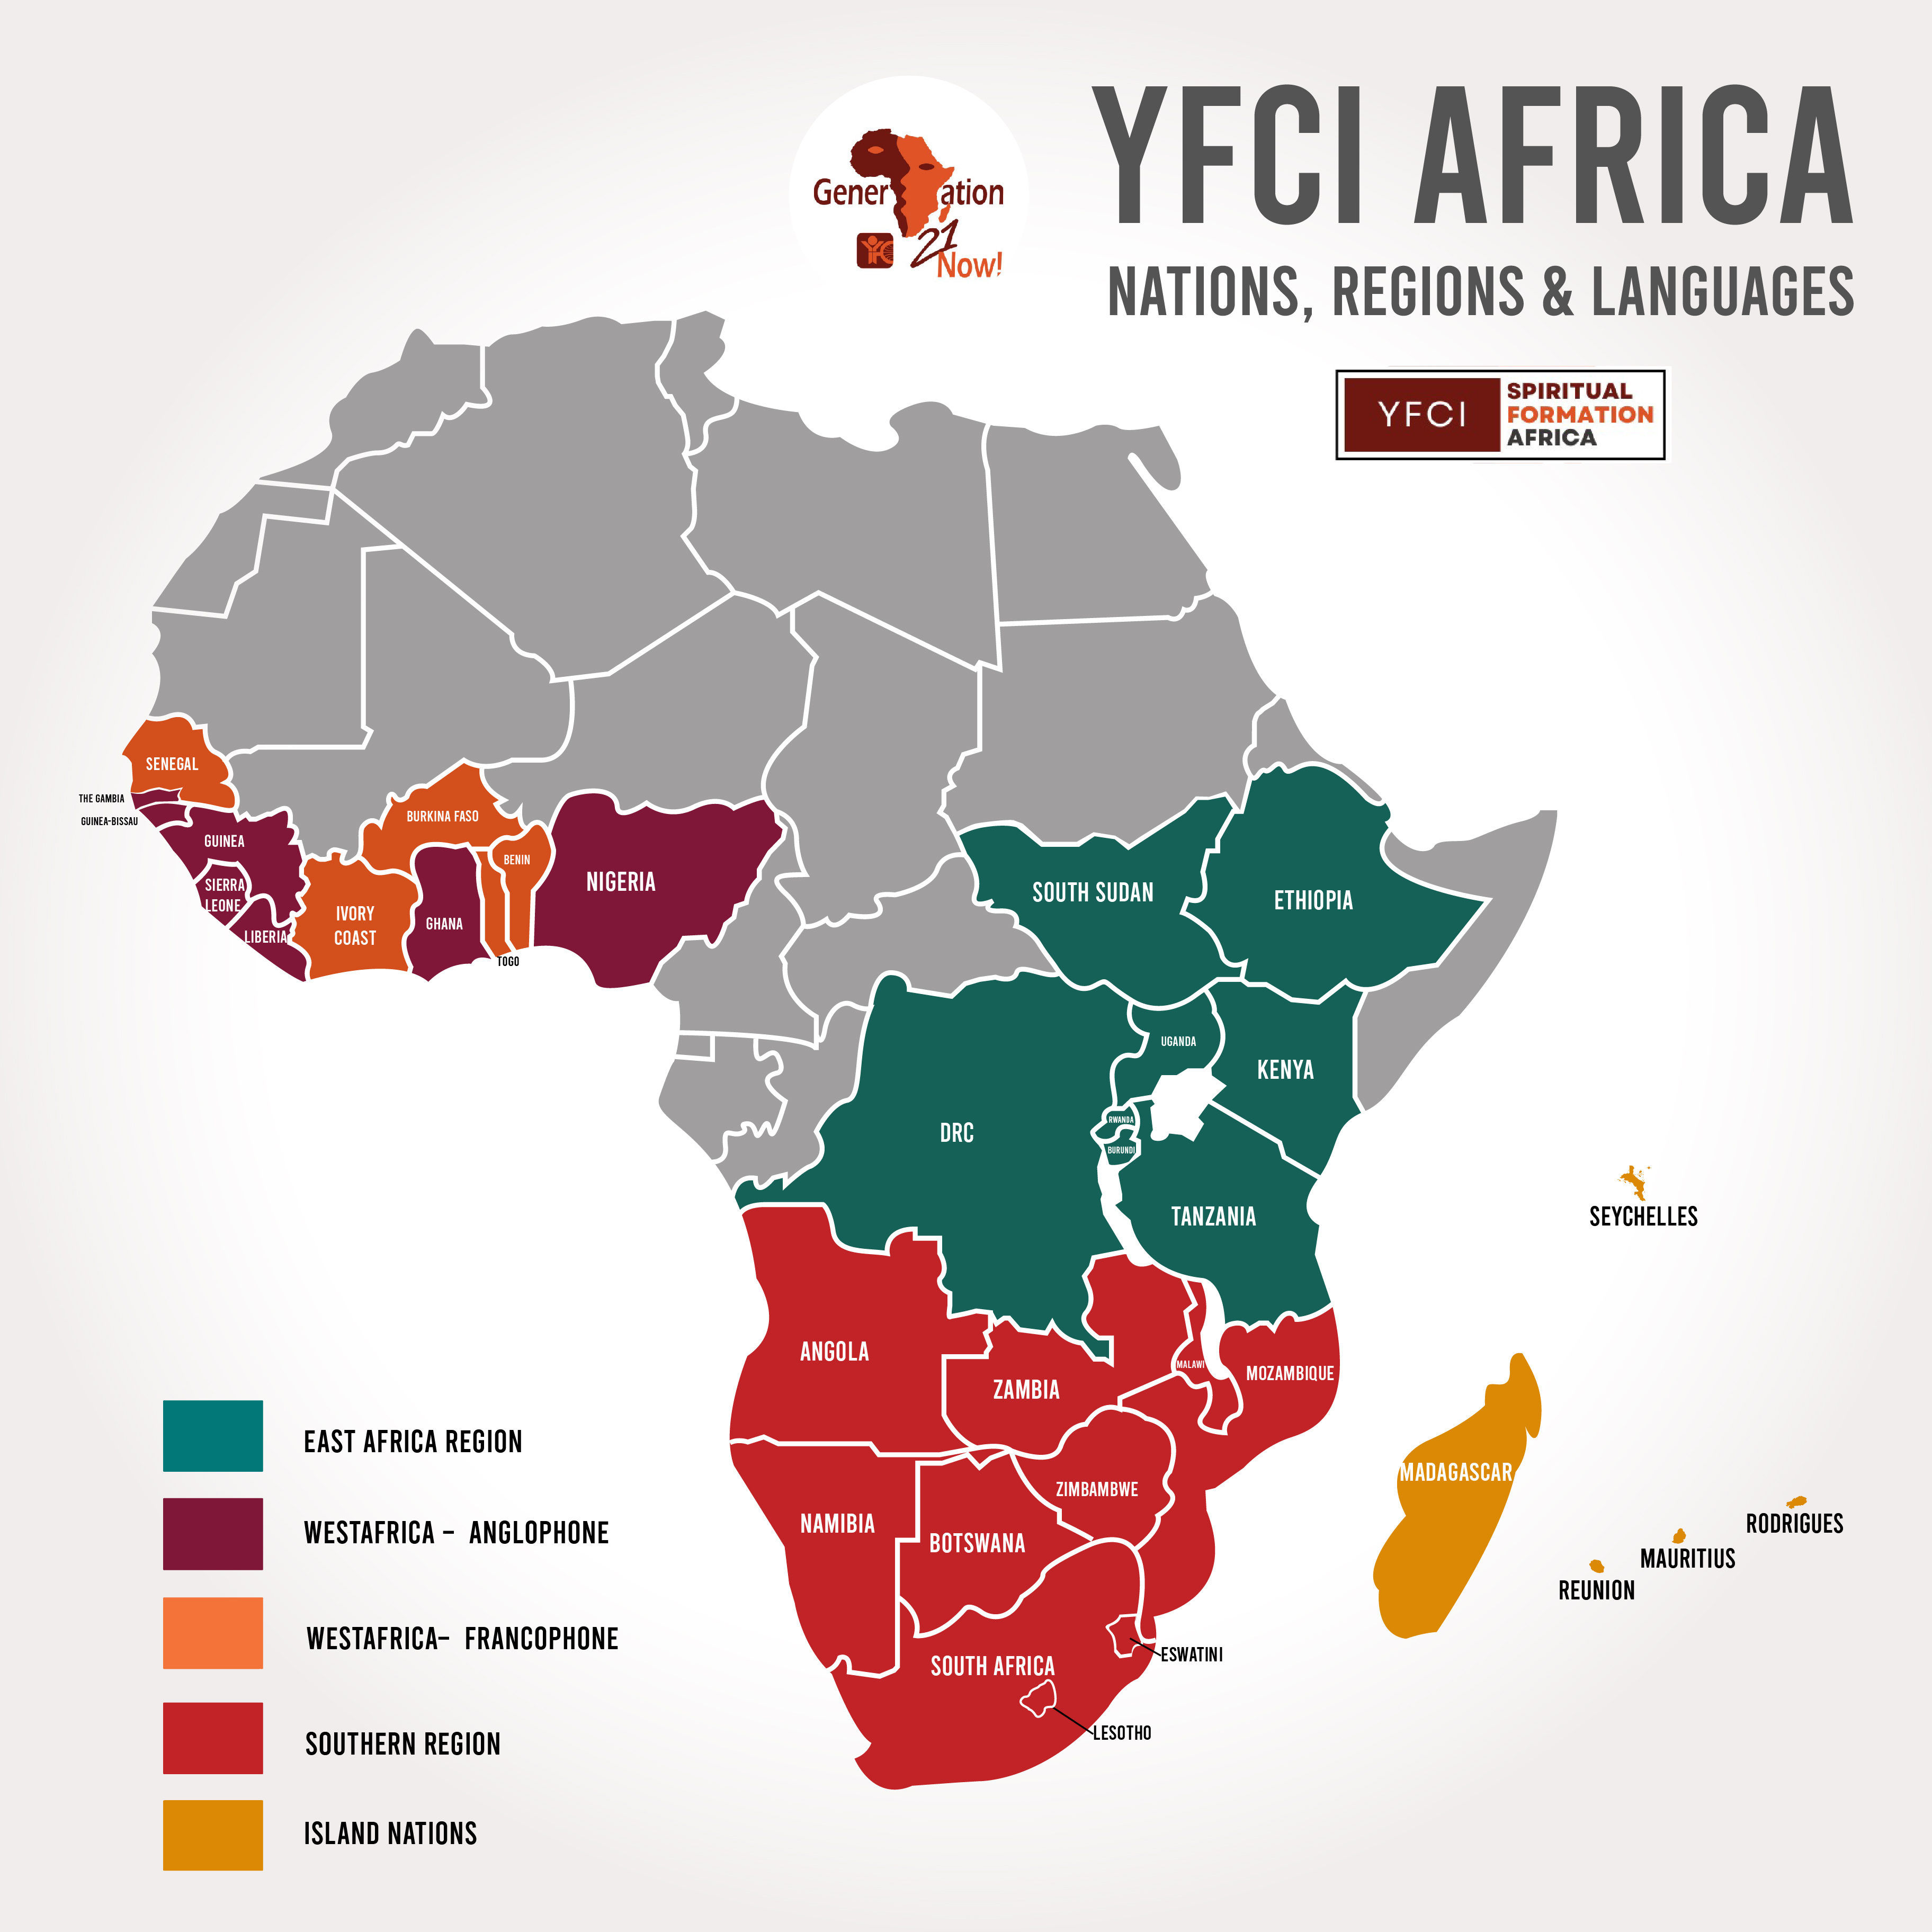 YFCI AFRICA
NATIONS, REGIONS & LANGUAGES
Gener ation
YFC
21
Now!
YFCI
SPIRITUAL
FORMATION
AFRICA
SENEGAL
THE GAMBIA
GUINEA-BISSAU
GUINEA
SIERRA
LEONE
LIBERIA
IVORY
COAST
BURKINA FASO
GHANA
BENIN
TOGO
NIGERIA
SOUTH SUDAN
ETHIOPIA
UGANDA
KENYA
DRC
RWANDA
BURUNDI
TANZANIA
SEYCHELLES
ANGOLA
ZAMBIA
MALAWI
MOZAMBIQUE
ZIMBABWE
NAMIBIA
BOTSWANA
MADAGASCAR
RODRIGUES
MAURITIUS
REUNION
SOUTH AFRICA
ESWATINI
LESOTHO
EAST AFRICA REGION
WESTAFRICA – ANGLOPHONE
WESTAFRICA– FRANCOPHONE
SOUTHERN REGION
ISLAND NATIONS